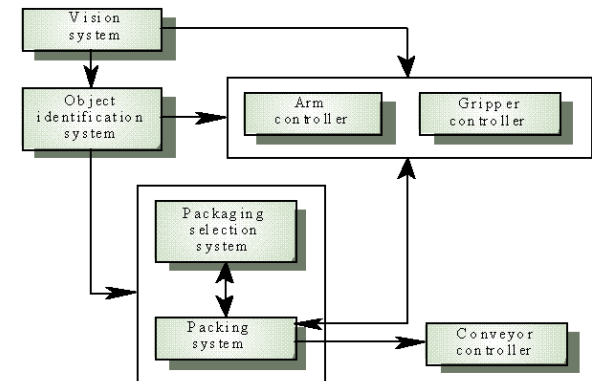 Vision
system
Object
identification
system
Arm
controller
Gripper
controller
Packaging
selection
system
Packing
system
Conveyor
controller